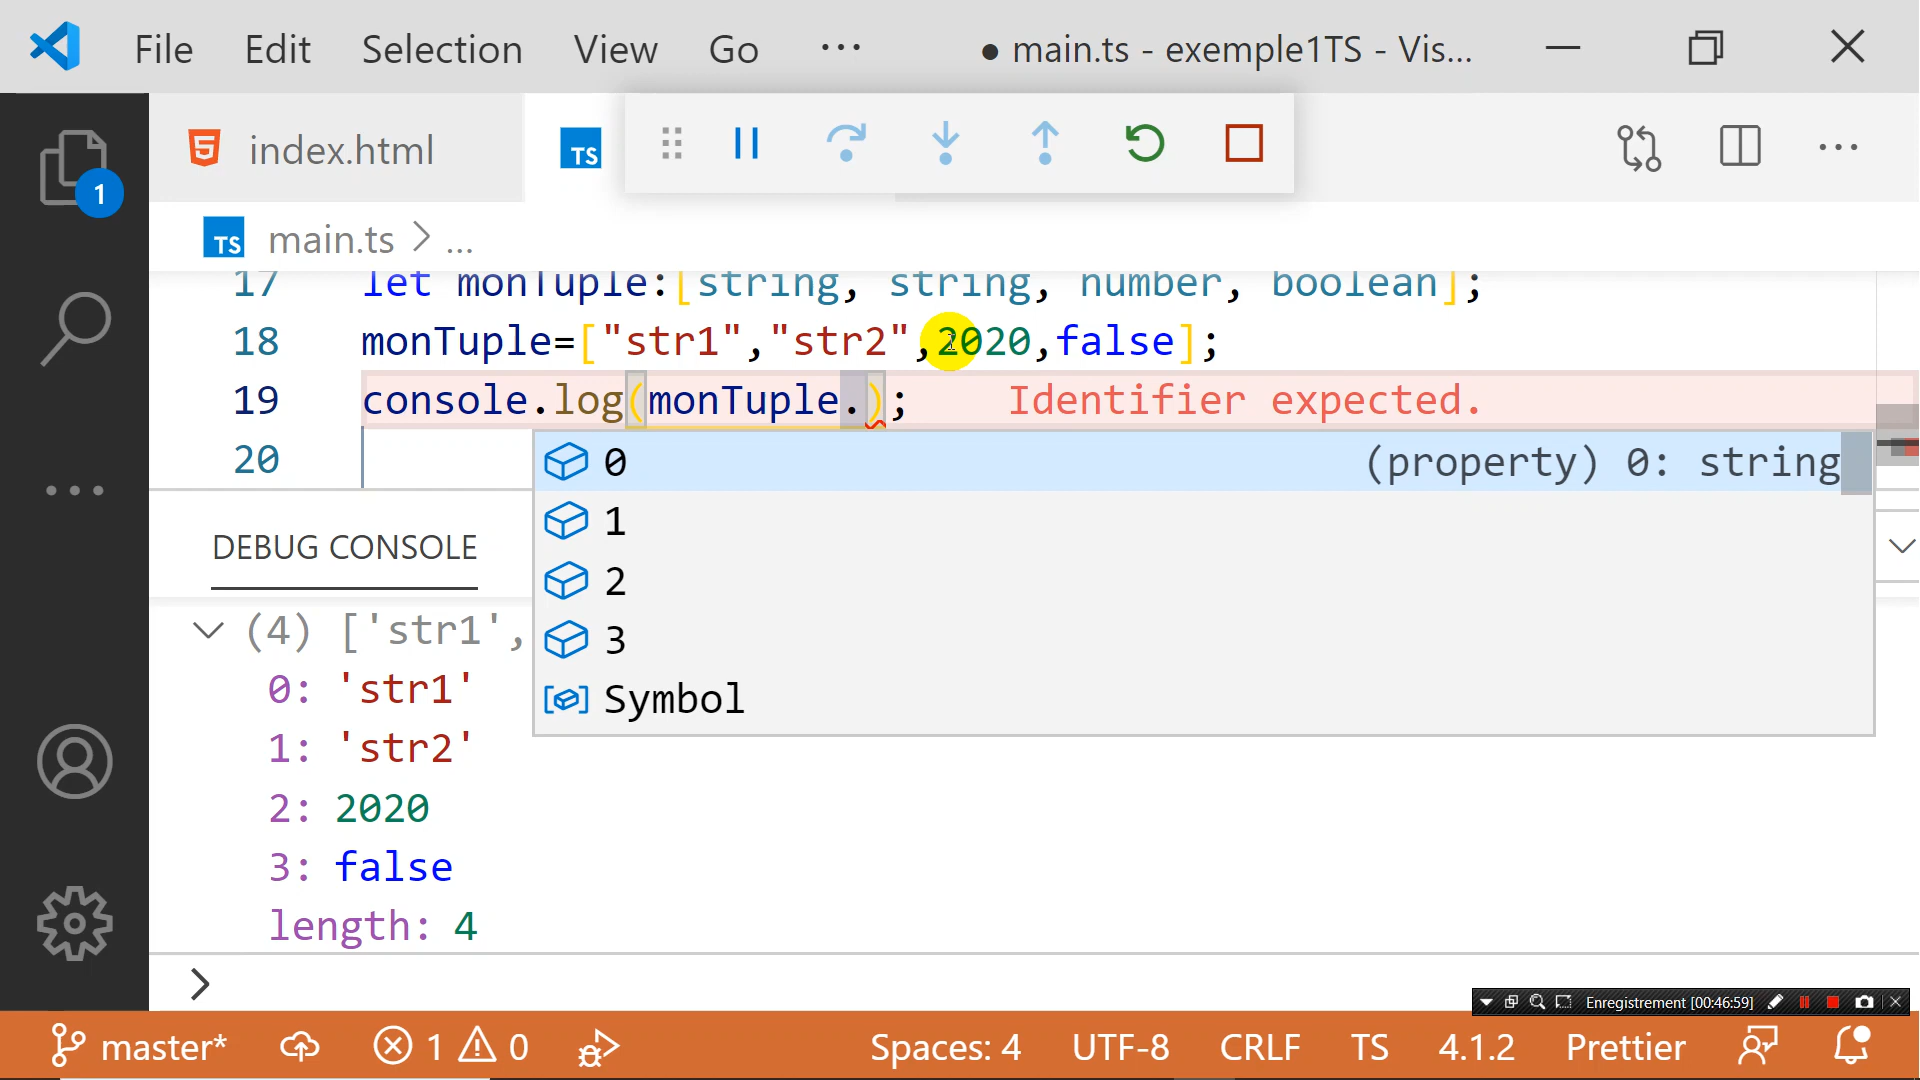 File Edit Selection View Go ··· ● main.ts - exemple1TS - Vis...
index.html TS
1
TS main.ts > ...
17 let monTuple:[string, string, number, boolean];
18 monTuple=["str1","str2",2020,false];
19 console.log(monTuple.); Identifier expected.
20
0 (property) 0: string
1
2
3
Symbol
DEBUG CONSOLE
(4) ['str1',
0: 'str1'
1: 'str2'
2: 2020
3: false
length: 4
Enregistrement [00:46:59]
master* 1 0 Spaces: 4 UTF-8 CRLF TS 4.1.2 Prettier